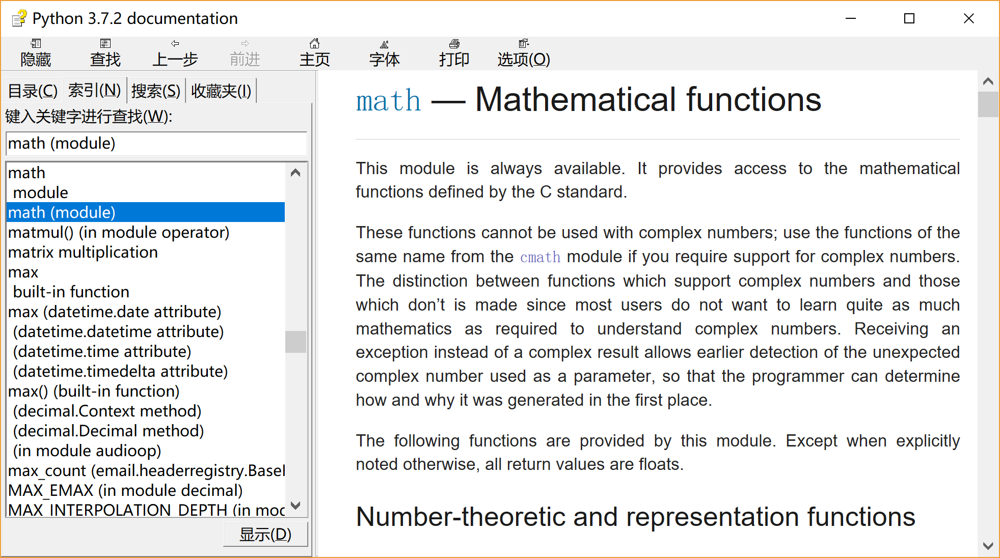 Python 3.7.2 documentation
隐藏 查找 上一步 前进 主页 字体 打印 选项(O)
目录(C) 索引(N) 搜索(S) 收藏夹(I)
键入关键字进行查找(W):
math (module)
math
module
math (module)
matmul() (in module operator)
matrix multiplication
max
built-in function
max (datetime.date attribute)
(datetime.datetime attribute)
(datetime.time attribute)
(datetime.timedelta attribute)
max() (built-in function)
(decimal.Context method)
(decimal.Decimal method)
(in module audioop)
max_count (email.headerregistry.Base
MAX_EMAX (in module decimal)
MAX_INTERPOLATION_DEPTH (in mod
显示(D)
math — Mathematical functions
This module is always available. It provides access to the mathematical
functions defined by the C standard.
These functions cannot be used with complex numbers; use the functions of the
same name from the cmath module if you require support for complex numbers.
The distinction between functions which support complex numbers and those
which don’t is made since most users do not want to learn quite as much
mathematics as required to understand complex numbers. Receiving an
exception instead of a complex result allows earlier detection of the unexpected
complex number used as a parameter, so that the programmer can determine
how and why it was generated in the first place.
The following functions are provided by this module. Except when explicitly
noted otherwise, all return values are floats.
Number-theoretic and representation functions